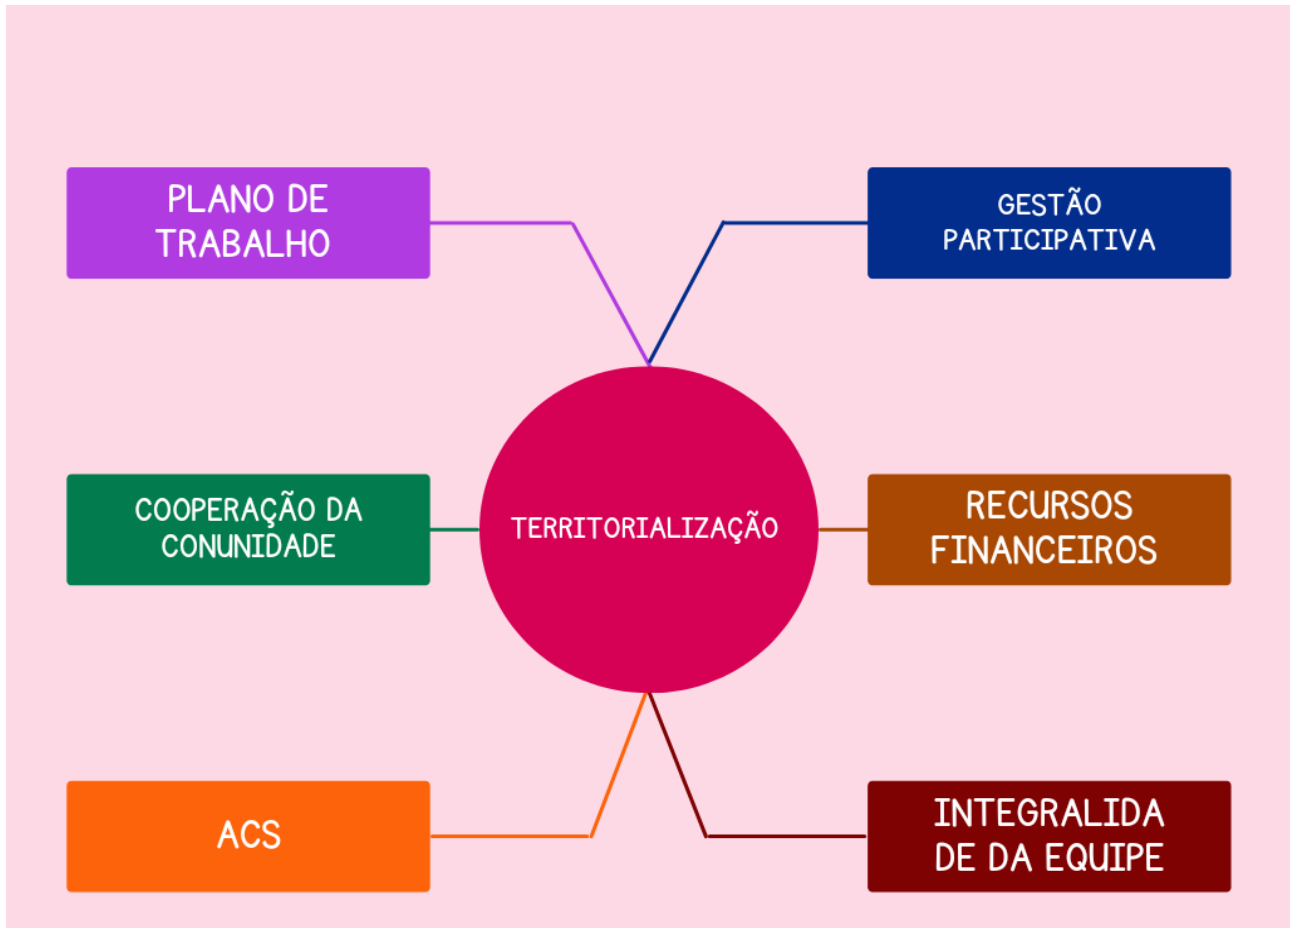 PLANO DE
TRABALHO
GESTÃO
PARTICIPATIVA
COOPERAÇÃO DA
CONUNIDADE
TERRITORIALIZAÇÃO
RECURSOS
FINANCEIROS
ACS
INTEGRALIDA
DE DA EQUIPE